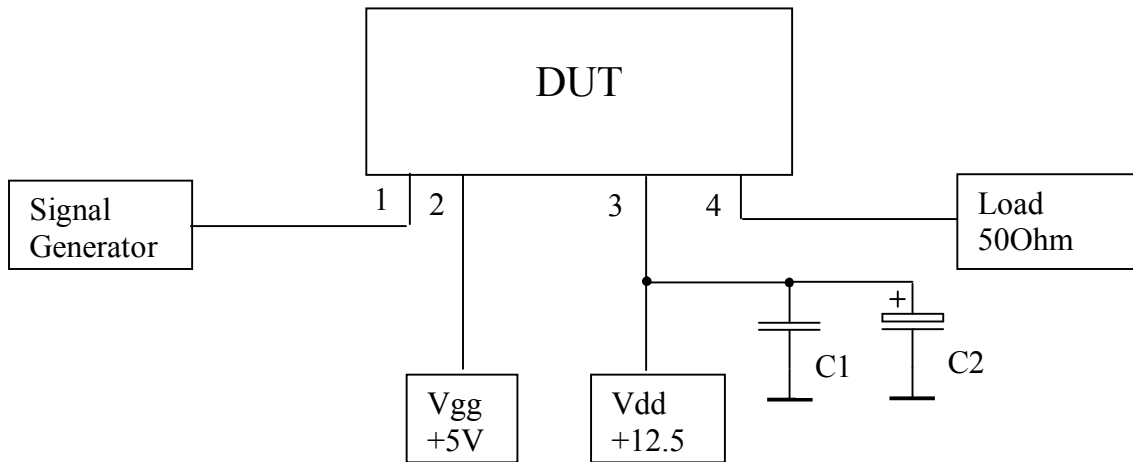 DUT
1
2
3
4
Signal
Generator
Load
50Ohm
+
C1
C2
Vgg
+5V
Vdd
+12.5